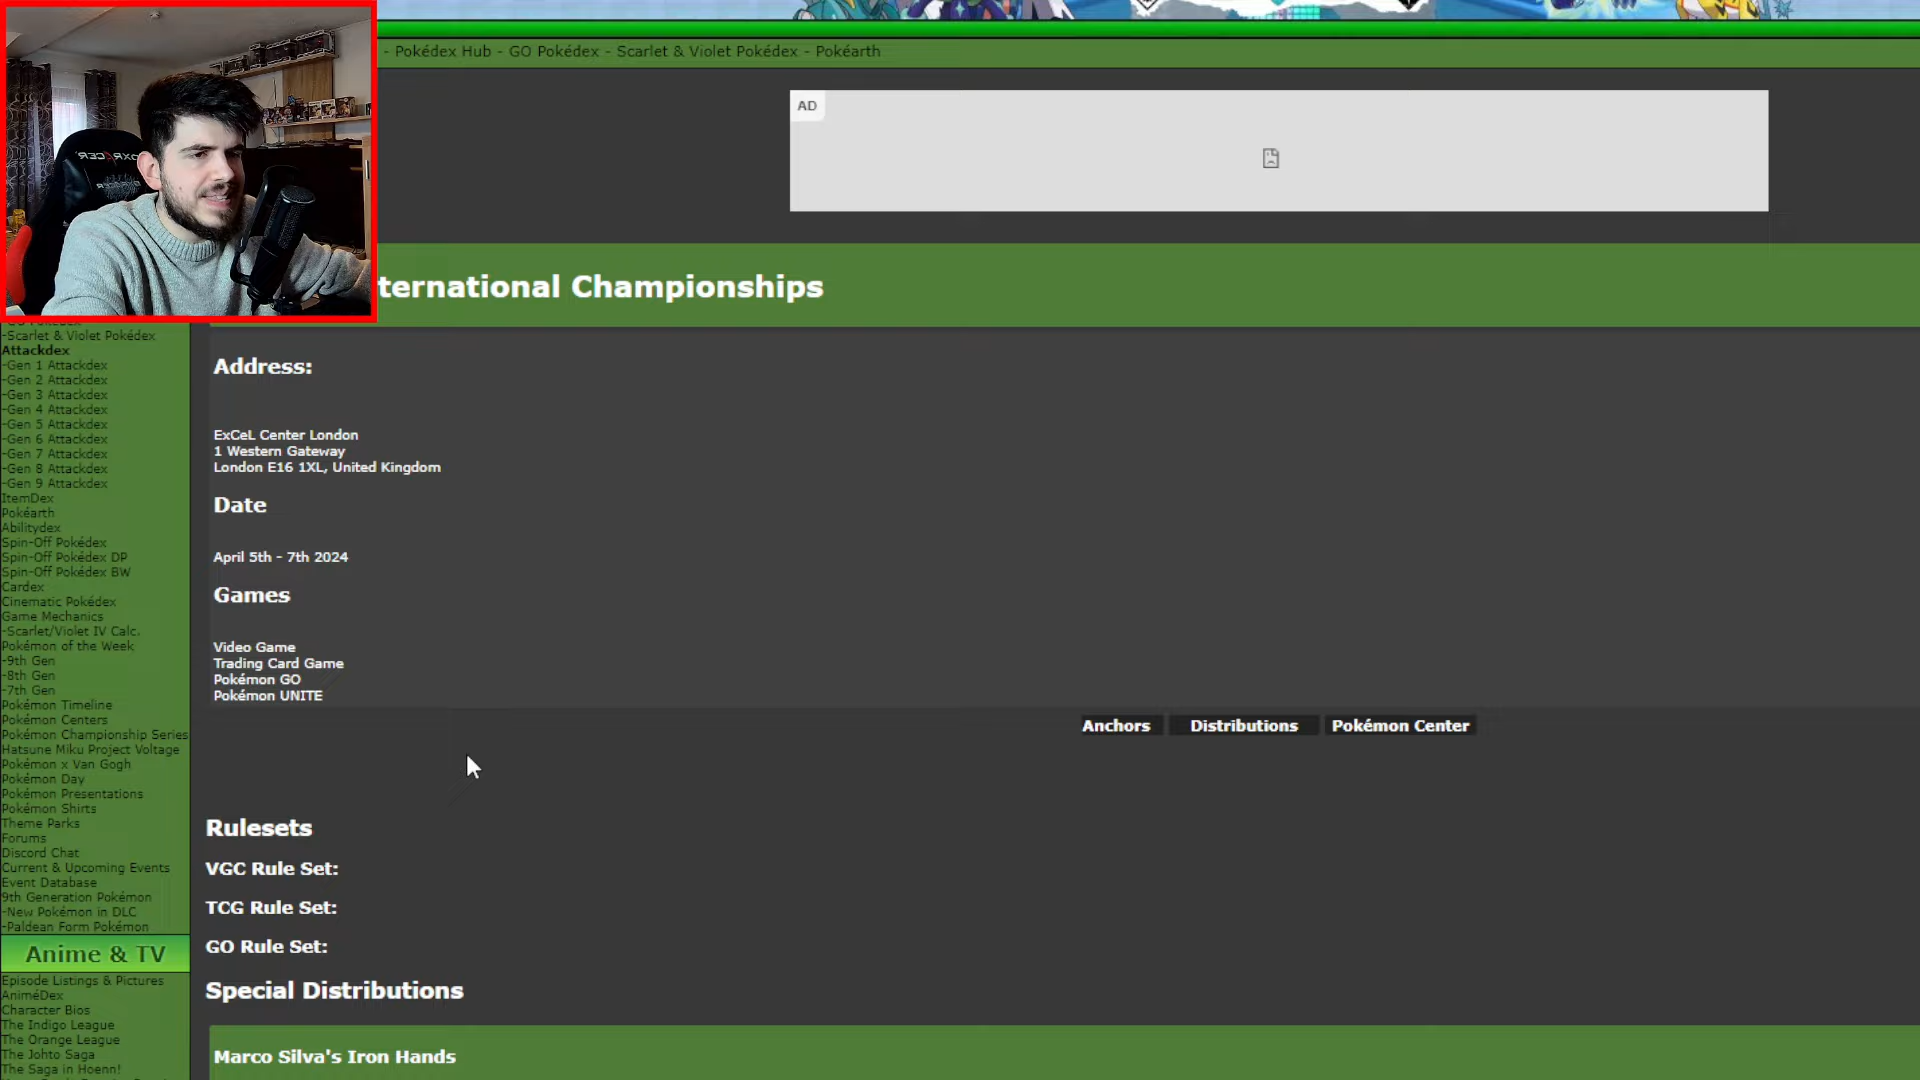 - Pokédex Hub - GO Pokédex - Scarlet & Violet Pokédex - Pokéarth
AD
ternational Championships
-GO Pokédex
-Scarlet & Violet Pokédex
Attackdex
-Gen 1 Attackdex
-Gen 2 Attackdex
-Gen 3 Attackdex
-Gen 4 Attackdex
-Gen 5 Attackdex
-Gen 6 Attackdex
-Gen 7 Attackdex
-Gen 8 Attackdex
-Gen 9 Attackdex
ItemDex
Pokéarth
Abilitydex
Spin-Off Pokédex
Spin-Off Pokédex DP
Spin-Off Pokédex BW
Cardex
Cinematic Pokédex
Game Mechanics
-Scarlet/Violet IV Calc.
Pokémon of the Week
-9th Gen
-8th Gen
-7th Gen
Pokémon Timeline
Pokémon Centers
Pokémon Championship Series
Hatsune Miku Project Voltage
Pokémon x Van Gogh
Pokémon Day
Pokémon Presentations
Pokémon Shirts
Theme Parks
Forums
Discord Chat
Current & Upcoming Events
Event Database
9th Generation Pokémon
-New Pokémon in DLC
-Paldean Form Pokémon
Anime & TV
Episode Listings & Pictures
AniméDex
Character Bios
The Indigo League
The Orange League
The Johto Saga
The Saga in Hoenn!
Address:
ExCeL Center London
1 Western Gateway
London E16 1XL, United Kingdom
Date
April 5th - 7th 2024
Games
Video Game
Trading Card Game
Pokémon GO
Pokémon UNITE
Anchors
Distributions
Pokémon Center
Rulesets
VGC Rule Set:
TCG Rule Set:
GO Rule Set:
Special Distributions
Marco Silva's Iron Hands